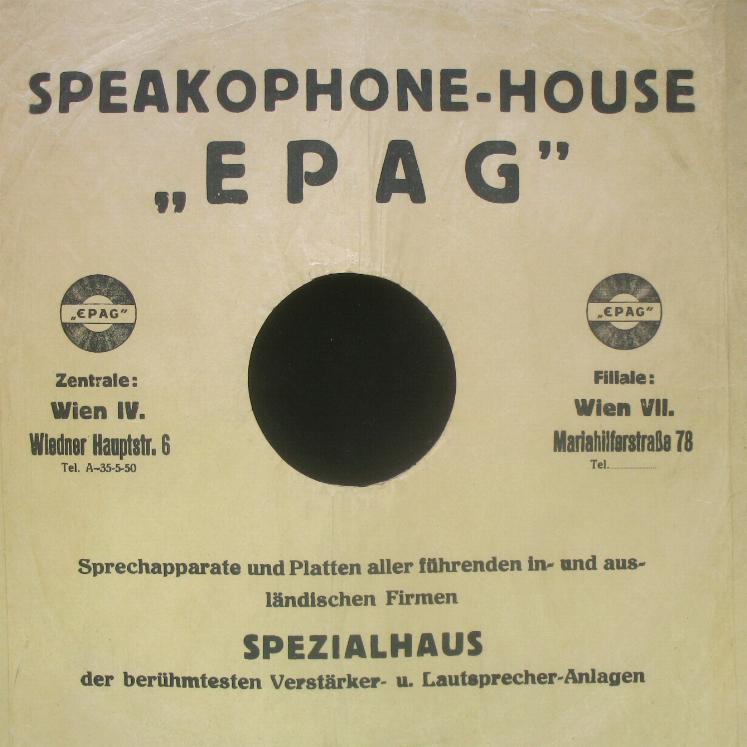 SPEAKOPHONE-HOUSE
„EPAG”
„EPAG”
Zentrale:
Wien IV.
Wiedner Hauptstr. 6
Tel. A-35-5-50
„EPAG”
Filiale:
Wien VII.
Mariahilferstraße 78
Tel.
Sprechapparate und Platten aller führenden in- und aus-
ländischen Firmen
SPEZIALHAUS
der berühmtesten Verstärker- u. Lautsprecher-Anlagen